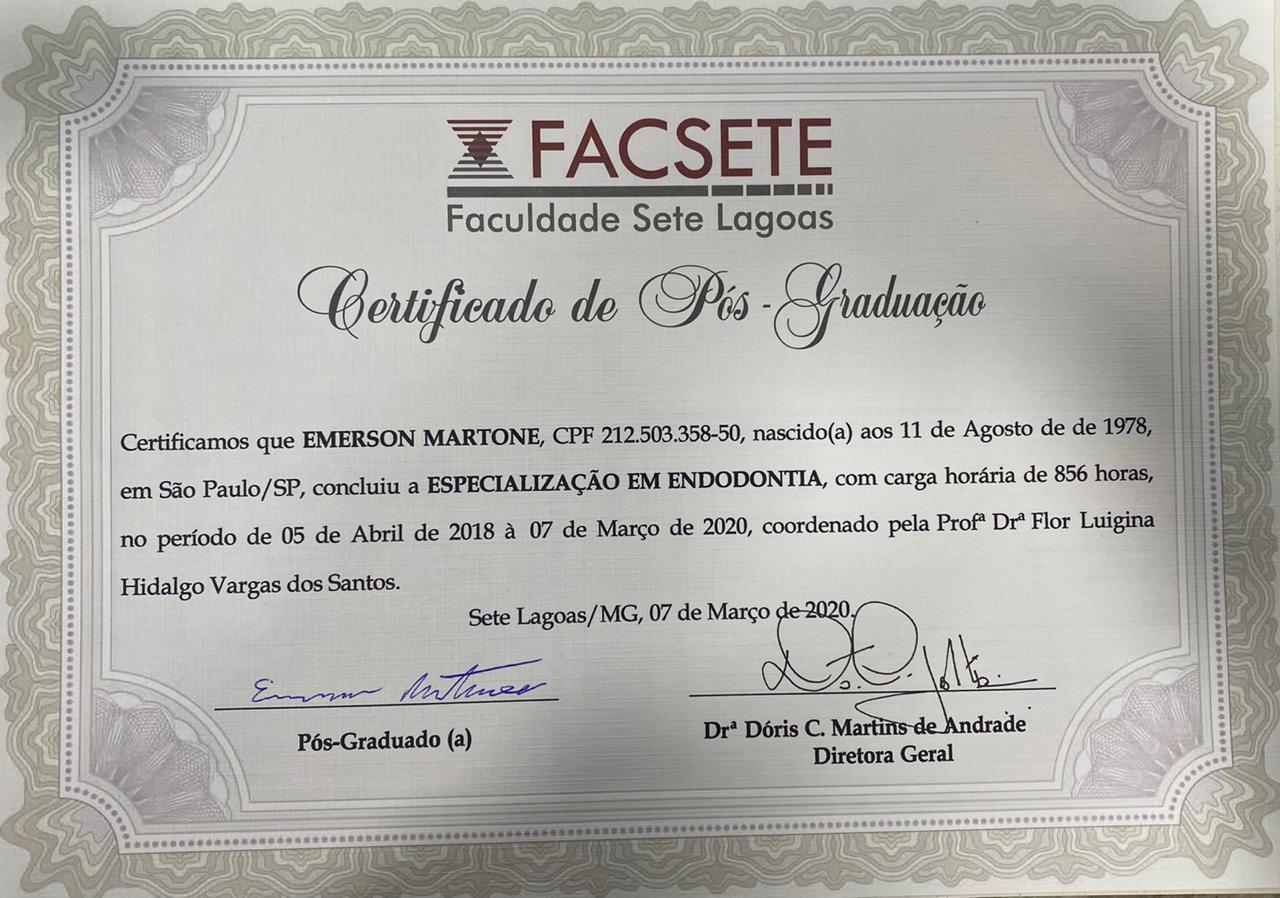 FACSETE
Faculdade Sete Lagoas
Certificado de Pós-Graduação
Certificamos que EMERSON MARTONE, CPF 212.503.358-50, nascido(a) aos 11 de Agosto de de 1978,
em São Paulo/SP, concluiu a ESPECIALIZAÇÃO EM ENDODONTIA, com carga horária de 856 horas,
no período de 05 de Abril de 2018 à 07 de Março de 2020, coordenado pela Profª Drª Flor Luigina
Hidalgo Vargas dos Santos.
Sete Lagoas/MG, 07 de Março de 2020.
Pós-Graduado (a)
Drª Dóris C. Martins de Andrade
Diretora Geral